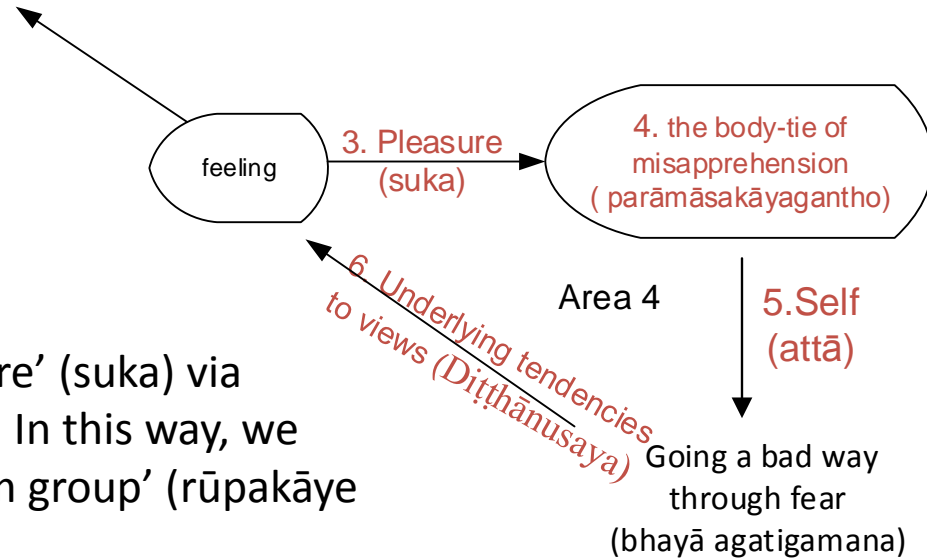 feeling
3. Pleasure
(suka)
4. the body-tie of
misapprehension
( parāmāsakāyagantho)
6. Underlying tendencies
to views (Diṭṭhānusaya)
Area 4
5.Self
(attā)
re’ (suka) via
In this way, we
n group’ (rūpakāye
Going a bad way
through fear
(bhayā agatigamana)